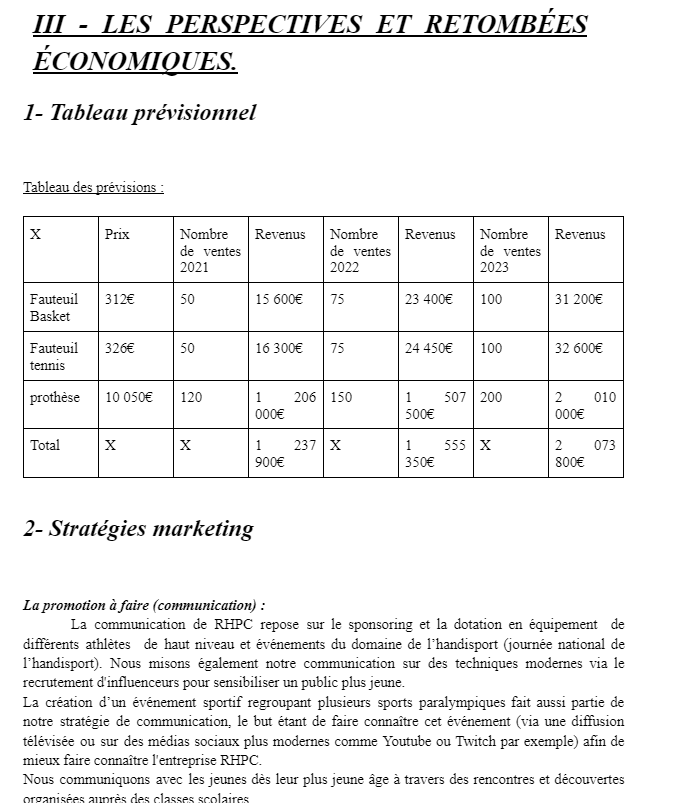 III - LES PERSPECTIVES ET RETOMBÉES
ÉCONOMIQUES.
1- Tableau prévisionnel
Tableau des prévisions :
X Prix Nombre de ventes 2021 Revenus Nombre de ventes 2022 Revenus Nombre de ventes 2023 Revenus
Fauteuil Basket 312€ 50 15 600€ 75 23 400€ 100 31 200€
Fauteuil tennis 326€ 50 16 300€ 75 24 450€ 100 32 600€
prothèse 10 050€ 120 1 206 000€ 150 1 507 500€ 200 2 010 000€
Total X X 1 237 900€ X 1 555 350€ X 2 073 800€
2- Stratégies marketing
La promotion à faire (communication) :
La communication de RHPC repose sur le sponsoring et la dotation en équipement de
différents athlètes de haut niveau et événements du domaine de l’handisport (journée national de
l’handisport). Nous misons également notre communication sur des techniques modernes via le
recrutement d'influenceurs pour sensibiliser un public plus jeune.
La création d’un événement sportif regroupant plusieurs sports paralympiques fait aussi partie de
notre stratégie de communication, le but étant de faire connaître cet événement (via une diffusion
télévisée ou sur des médias sociaux plus modernes comme Youtube ou Twitch par exemple) afin de
mieux faire connaître l'entreprise RHPC.
Nous communiquons avec les jeunes dès leur plus jeune âge à travers des rencontres et découvertes
organisées auprès des classes scolaires